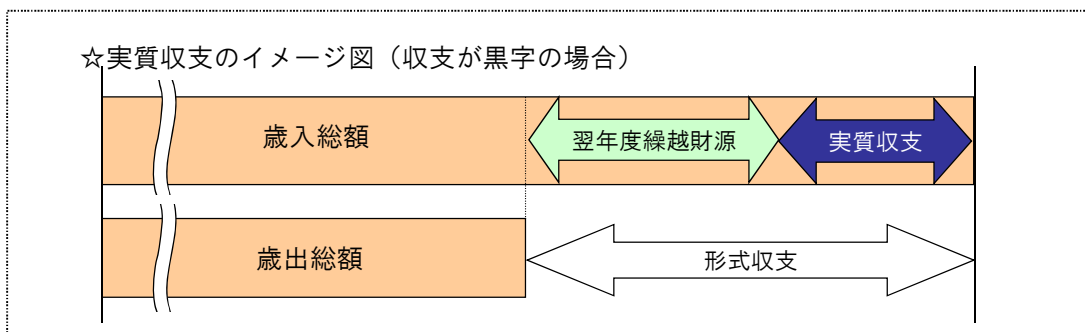 ☆実質収支のイメージ図（収支が黒字の場合）
歳入総額
翌年度繰越財源
実質収支
歳出総額
形式収支